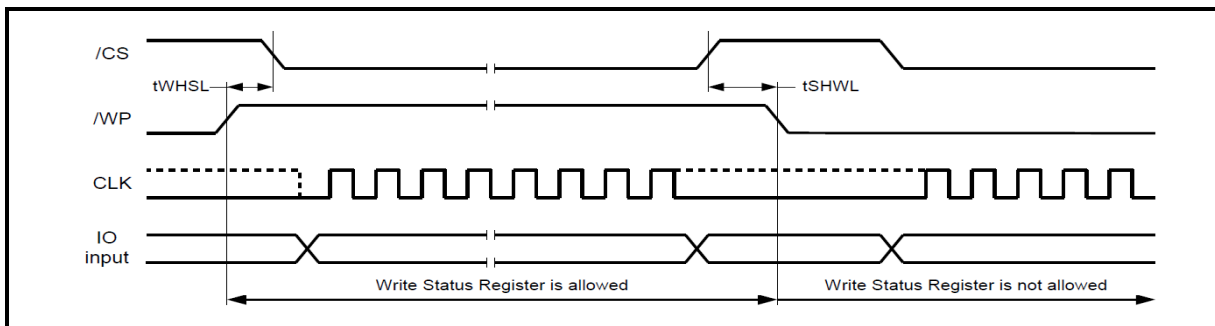 /CS
tWHSL
tSHWL
/WP
CLK
IO
input
Write Status Register is allowed
Write Status Register is not allowed